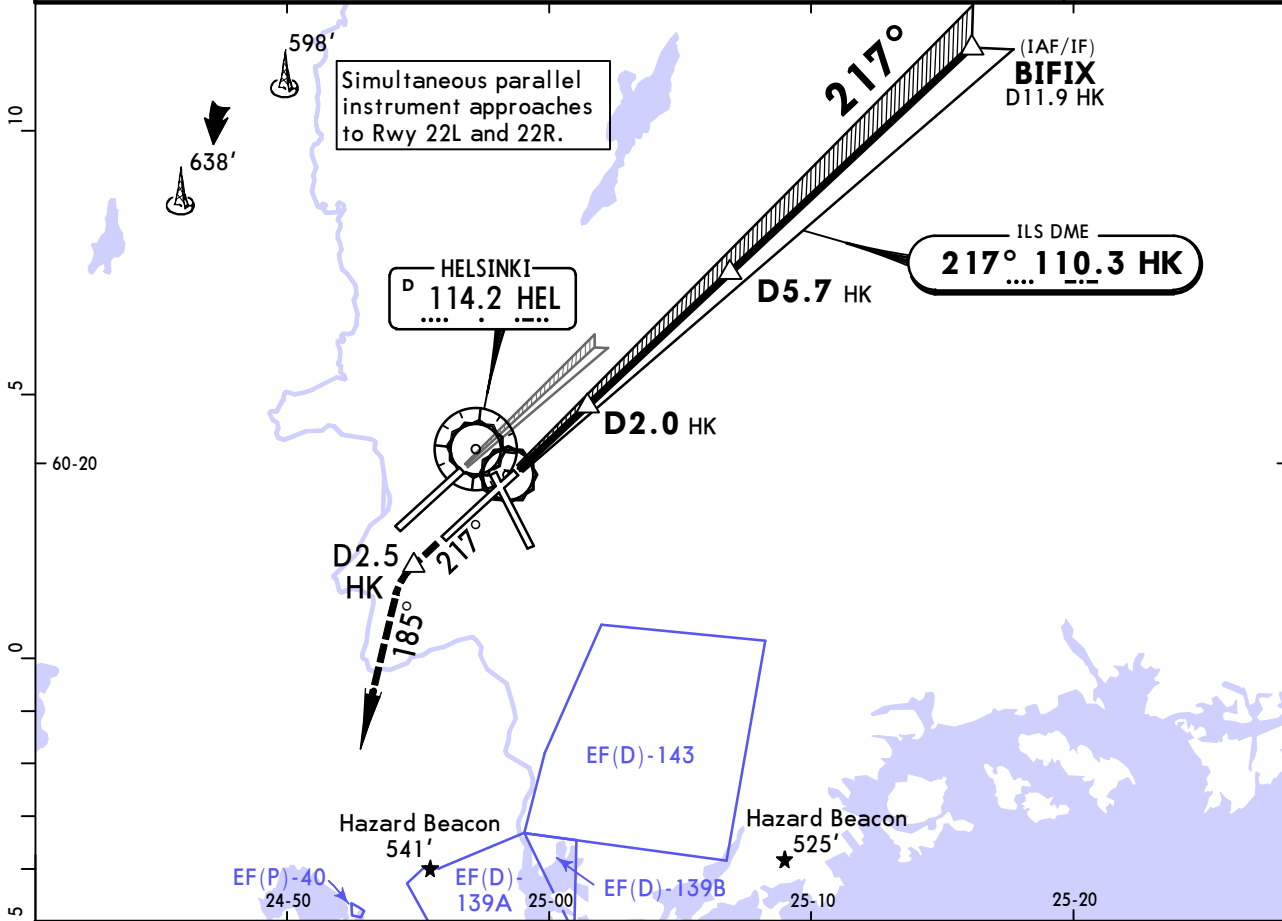 598'
638'
Simultaneous parallel
instrument approaches
to Rwy 22L and 22R.
217°
(IAF/IF)
BIFIX
D11.9 HK
ILS DME
217° 110.3 HK
HELSINKI
D 114.2 HEL
D5.7 HK
D2.0 HK
10
5
60-20
D2.5
HK
217°
185°
0
EF(D)-143
Hazard Beacon
541'
Hazard Beacon
525'
EF(P)-40
EF(D)-
139A
EF(D)-139B
5
24-50
25-00
25-10
25-20